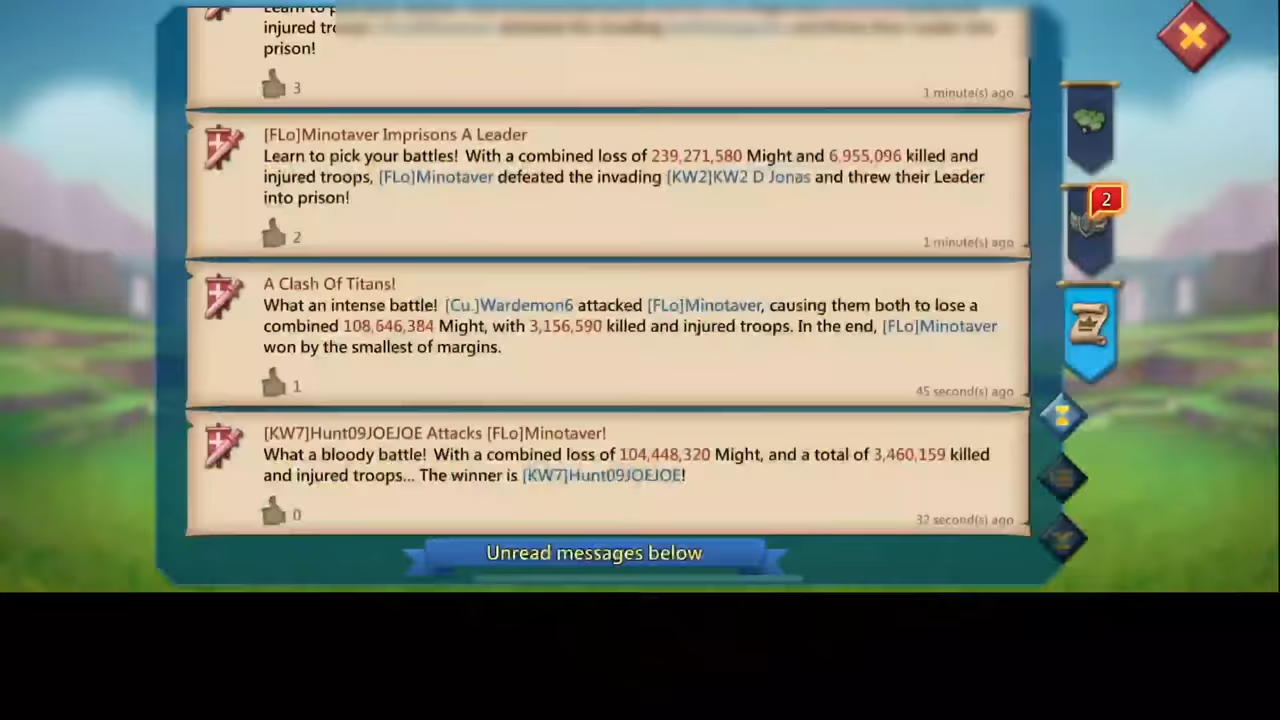 Learn to p
injured tr
prison!
3
1 minute(s) ago
[FLo]Minotaver Imprisons A Leader
Learn to pick your battles! With a combined loss of 239,271,580 Might and 6,955,096 killed and
injured troops, [FLo]Minotaver defeated the invading [KW2]KW2 D Jonas and threw their Leader
into prison!
2
1 minute(s) ago
2
A Clash Of Titans!
What an intense battle! [Cu.]Wardemon6 attacked [FLo]Minotaver, causing them both to lose a
combined 108,646,384 Might, with 3,156,590 killed and injured troops. In the end, [FLo]Minotaver
won by the smallest of margins.
1
45 second(s) ago
[KW7]Hunt09JOEJOE Attacks [FLo]Minotaver!
What a bloody battle! With a combined loss of 104,448,320 Might, and a total of 3,460,159 killed
and injured troops... The winner is [KW7]Hunt09JOEJOE!
0
32 second(s) ago
Unread messages below